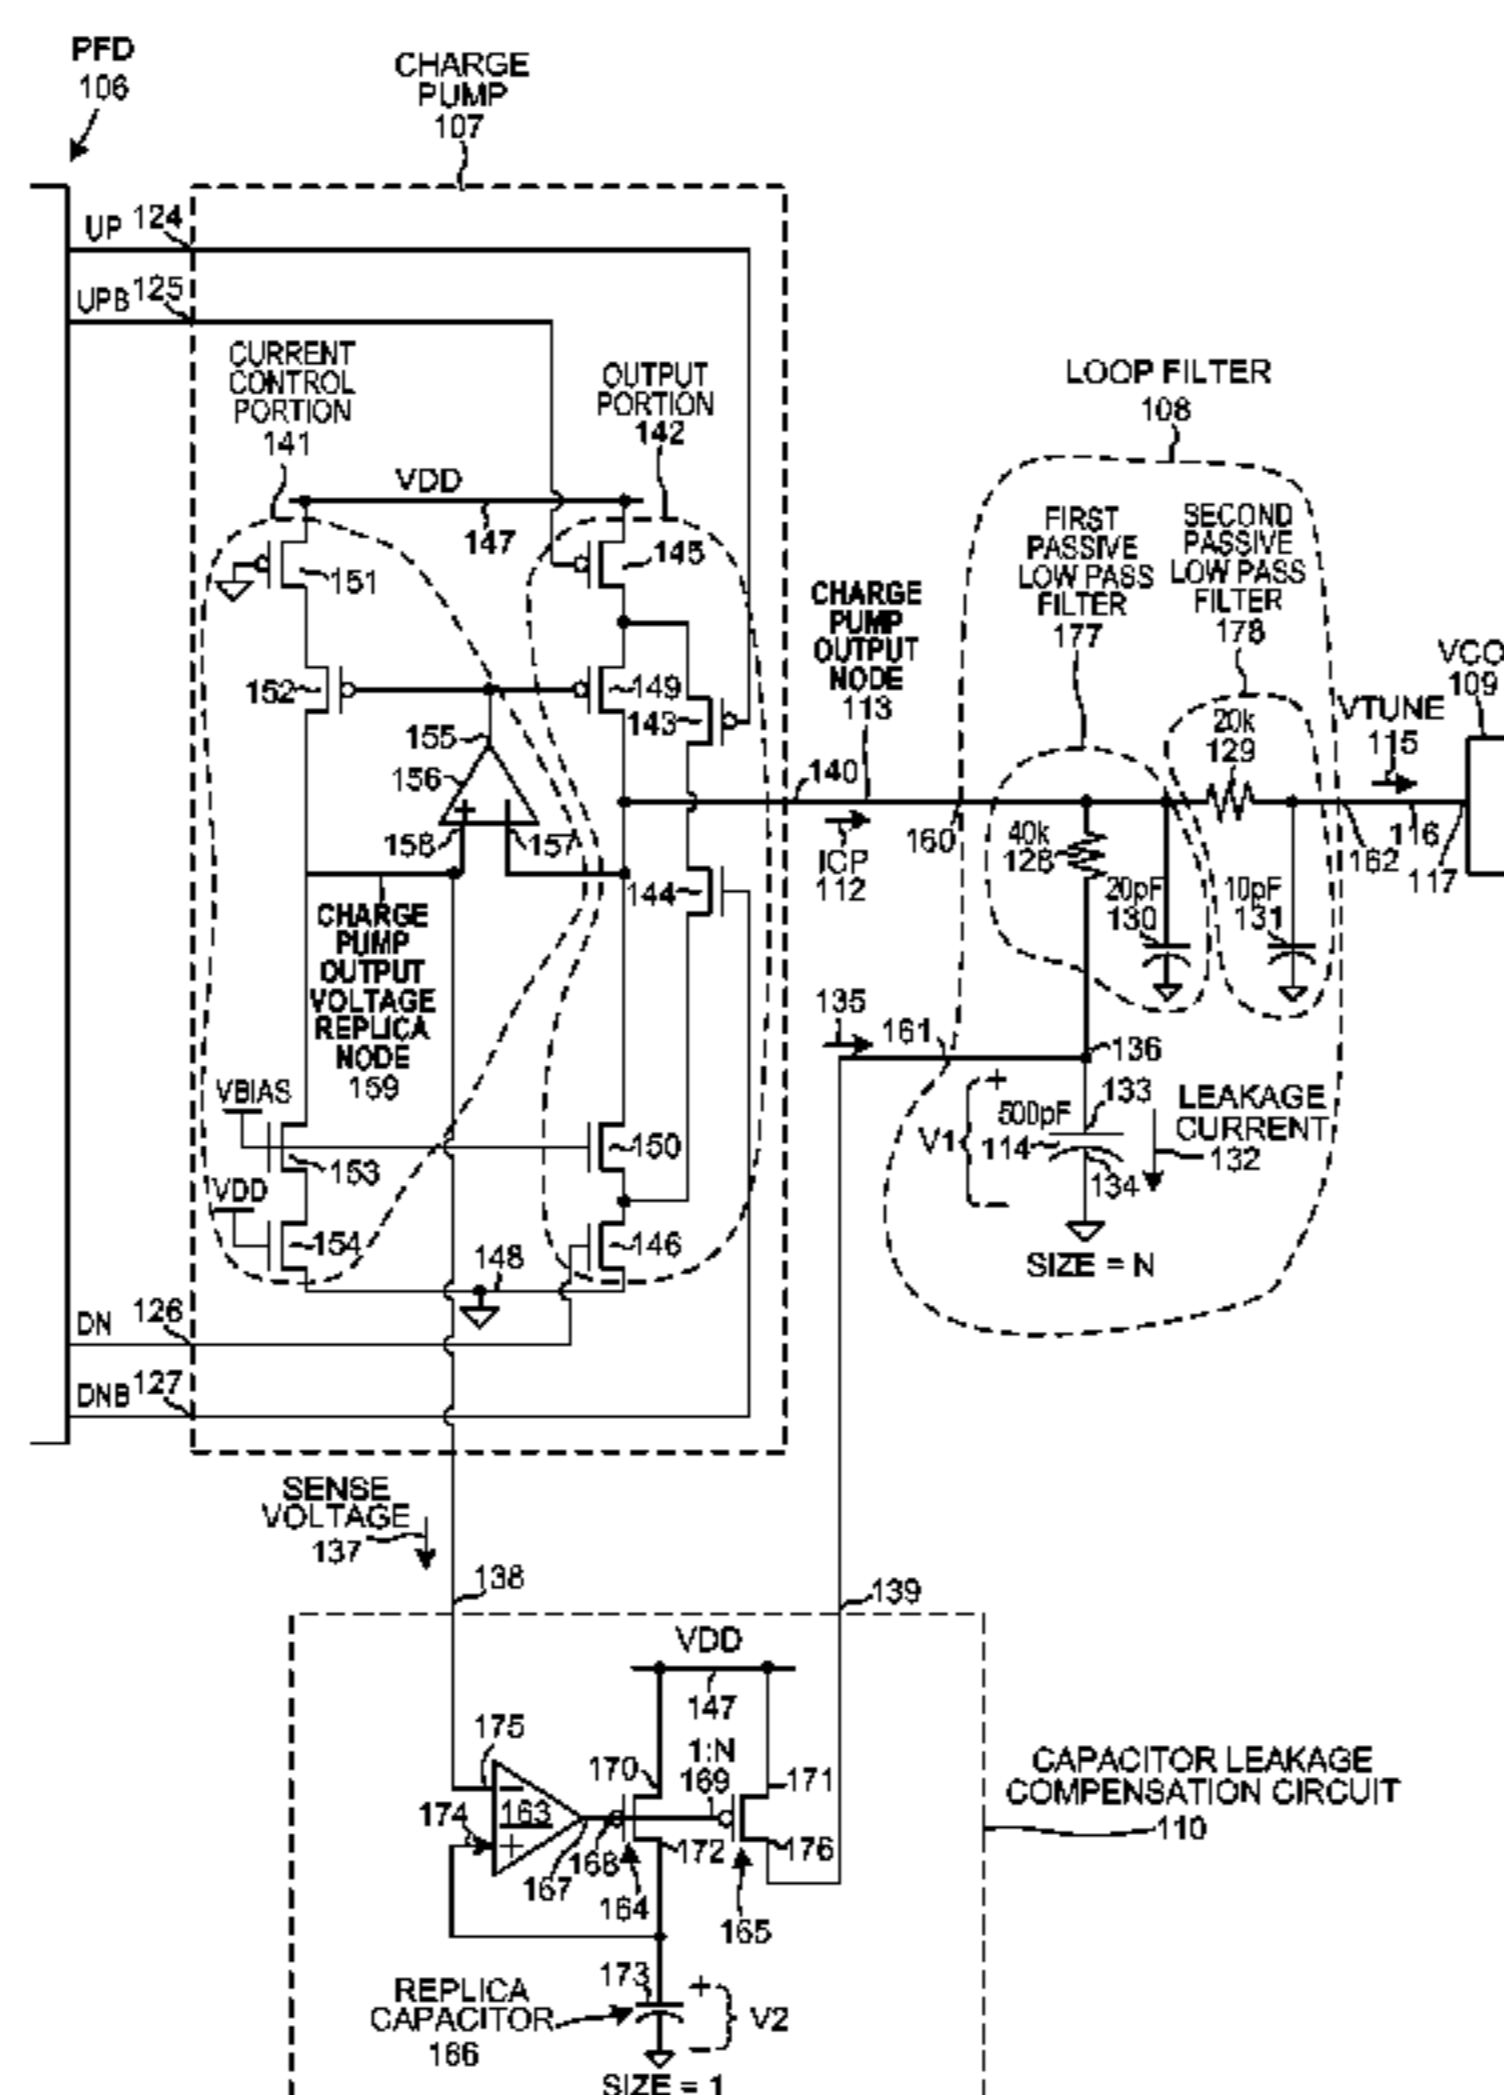 PFD
106
CHARGE
PUMP
107
UP 124
UPB 125
CURRENT
CONTROL
PORTION
141
OUTPUT
PORTION
142
VDD
147
151
145
152
149
143
155
156
158
157
144
CHARGE
PUMP
OUTPUT
VOLTAGE
REPLICA
NODE
159
VBIAS
153
150
VDD
154
146
148
DN 126
DNB 127
CHARGE
PUMP
OUTPUT
NODE
113
140
ICP
112
160
LOOP FILTER
108
FIRST
PASSIVE
LOW PASS
FILTER
177
SECOND
PASSIVE
LOW PASS
FILTER
178
VCO
109
VTUNE
115
20k
129
40k
128
20pF
130
10pF
131
162
116
117
135
161
136
+
V1
−
500pF
133
114
134
LEAKAGE
CURRENT
132
SIZE = N
SENSE
VOLTAGE
137
138
139
VDD
147
1:N
175
170
169
171
174
− 163 +
168
172
176
167
164
165
173
REPLICA
CAPACITOR
166
+
V2
−
SIZE = 1
CAPACITOR LEAKAGE
COMPENSATION CIRCUIT
110